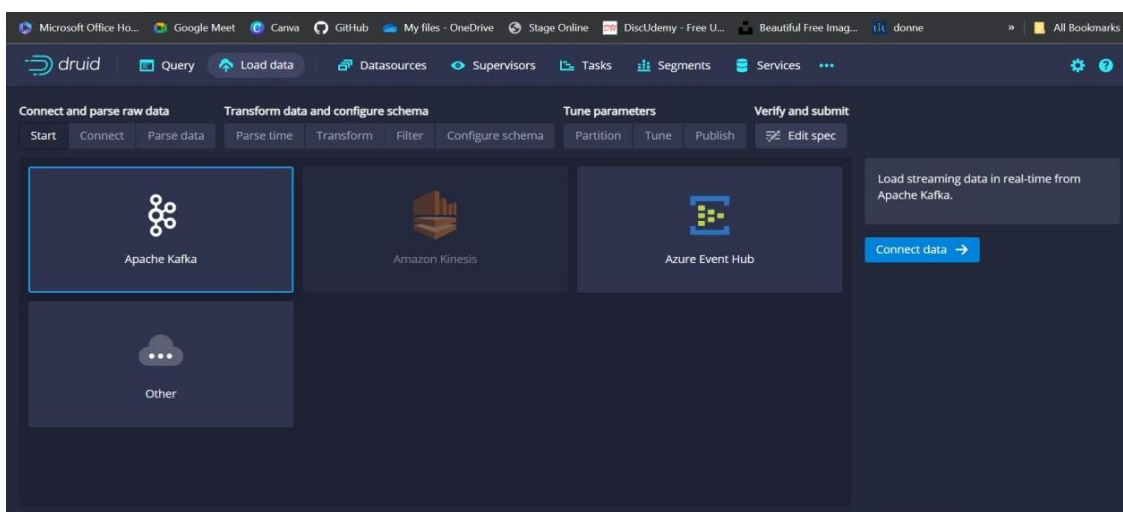 Microsoft Office Ho... Google Meet Canva GitHub My files - OneDrive Stage Online DiscUdemy - Free U... Beautiful Free Imag... donne » All Bookmarks
druid Query Load data Datasources Supervisors Tasks Segments Services
Connect and parse raw data Transform data and configure schema Tune parameters Verify and submit
Start Connect Parse data Parse time Transform Filter Configure schema Partition Tune Publish Edit spec
Load streaming data in real-time from
Apache Kafka.
Connect data →
Apache Kafka Amazon Kinesis Azure Event Hub
Other